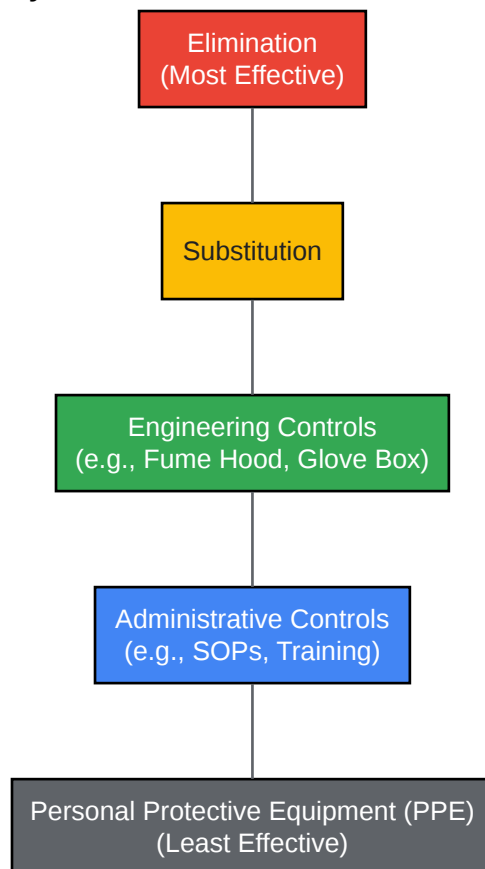 Elimination
(Most Effective)
Substitution
Engineering Controls
(e.g., Fume Hood, Glove Box)
Administrative Controls
(e.g., SOPs, Training)
Personal Protective Equipment (PPE)
(Least Effective)